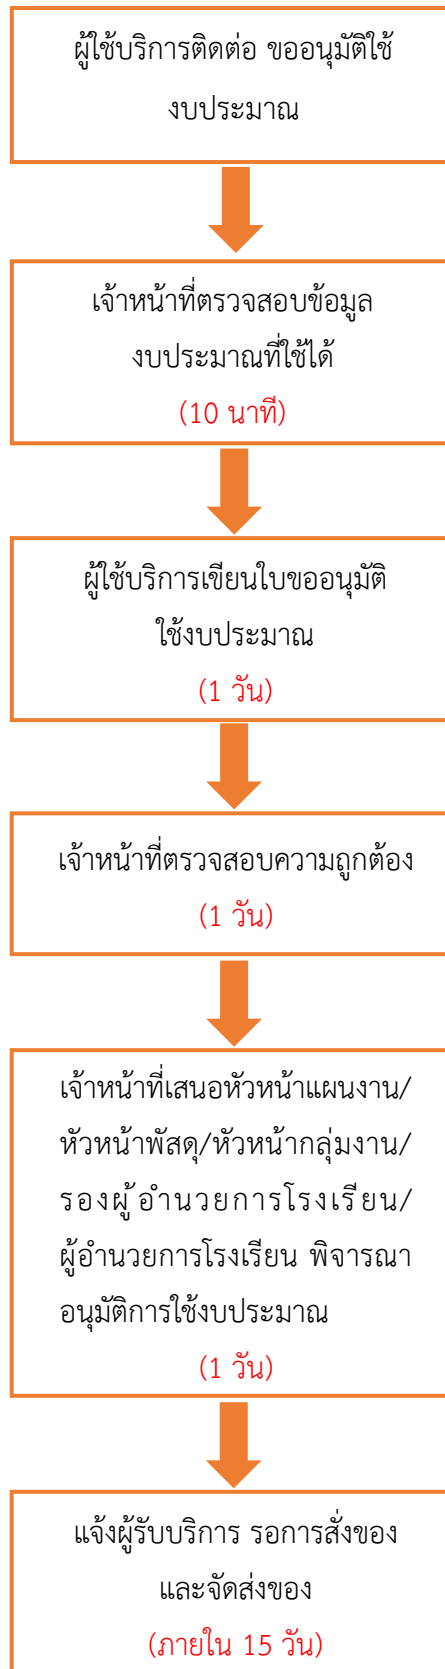 ผู้ใช้บริการติดต่อ ขออนุมัติใช้
งบประมาณ
เจ้าหน้าที่ตรวจสอบข้อมูล
งบประมาณที่ใช้ได้
(10 นาที)
ผู้ใช้บริการเขียนใบขออนุมัติ
ใช้งบประมาณ
(1 วัน)
เจ้าหน้าที่ตรวจสอบความถูกต้อง
(1 วัน)
เจ้าหน้าที่เสนอหัวหน้าแผนงาน/
หัวหน้าพัสดุ/หัวหน้ากลุ่มงาน/
รองผู้อำนวยการโรงเรียน/
ผู้อำนวยการโรงเรียน พิจารณา
อนุมัติการใช้งบประมาณ
(1 วัน)
แจ้งผู้รับบริการ รอการสั่งของ
และจัดส่งของ
(ภายใน 15 วัน)